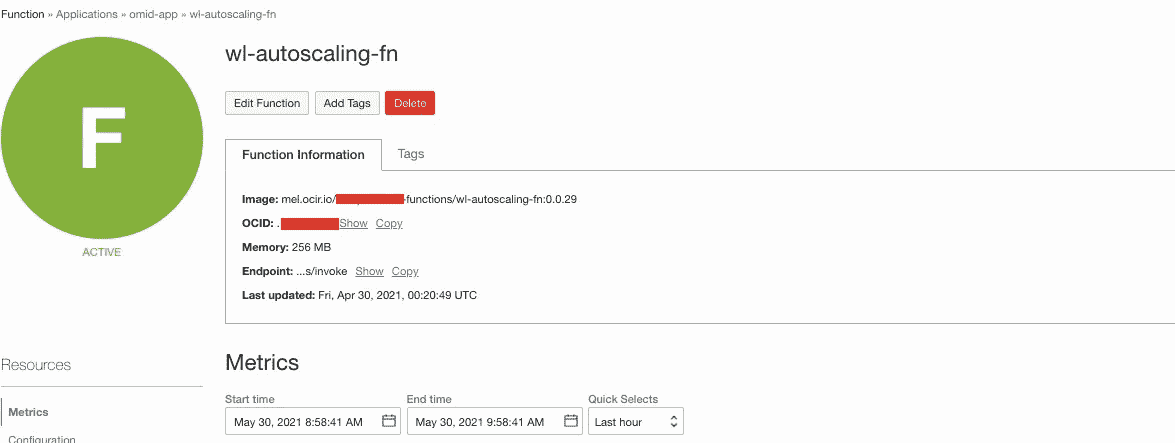 Function » Applications » omid-app » wl-autoscaling-fn
F
ACTIVE
wl-autoscaling-fn
Edit Function Add Tags Delete
Function Information Tags
Image: mel.ocir.io/ -functions/wl-autoscaling-fn:0.0.29
OCID: . Show Copy
Memory: 256 MB
Endpoint: ...s/invoke Show Copy
Last updated: Fri, Apr 30, 2021, 00:20:49 UTC
Resources
Metrics
Configuration
Metrics
Start time End time Quick Selects
May 30, 2021 8:58:41 AM May 30, 2021 9:58:41 AM Last hour